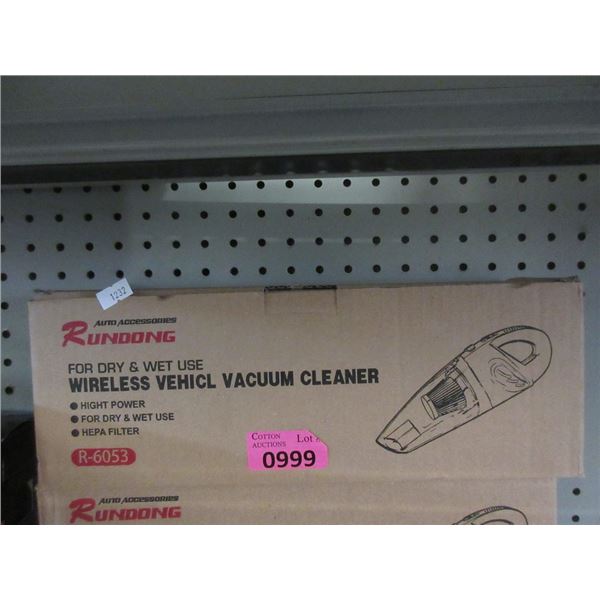 1232
AUTO ACCESSORIES
RUNDONG
FOR DRY & WET USE
WIRELESS VEHICL VACUUM CLEANER
HIGHT POWER
FOR DRY & WET USE
HEPA FILTER
R-6053
COTTON AUCTIONS
Lot
0999
AUTO ACCESSORIES
RUNDONG